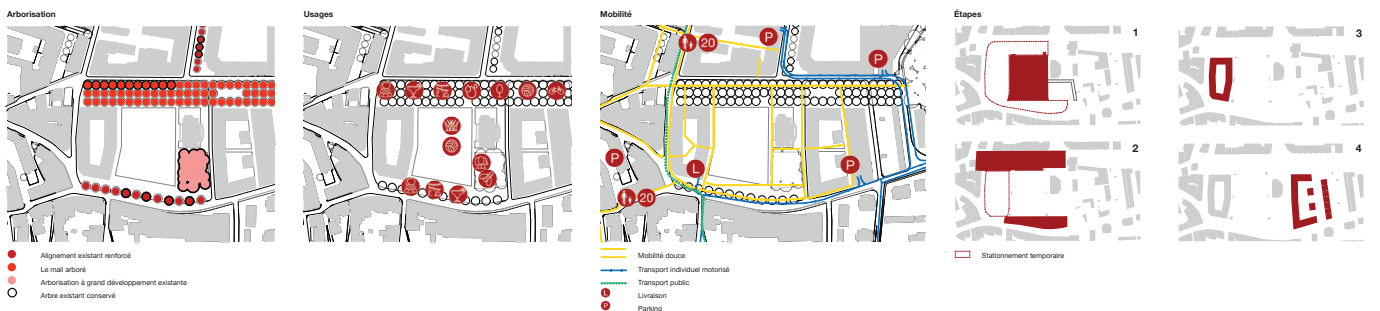 Arborisation
Usages
Mobilité
Étapes
20
P
P
P
P
L
20
1
2
3
4
Alignement existant renforcé
Le mail arboré
Arborisation à grand développement existante
Arbre existant conservé
Mobilité douce
Transport individuel motorisé
Transport public
L Livraison
P Parking
Stationnement temporaire